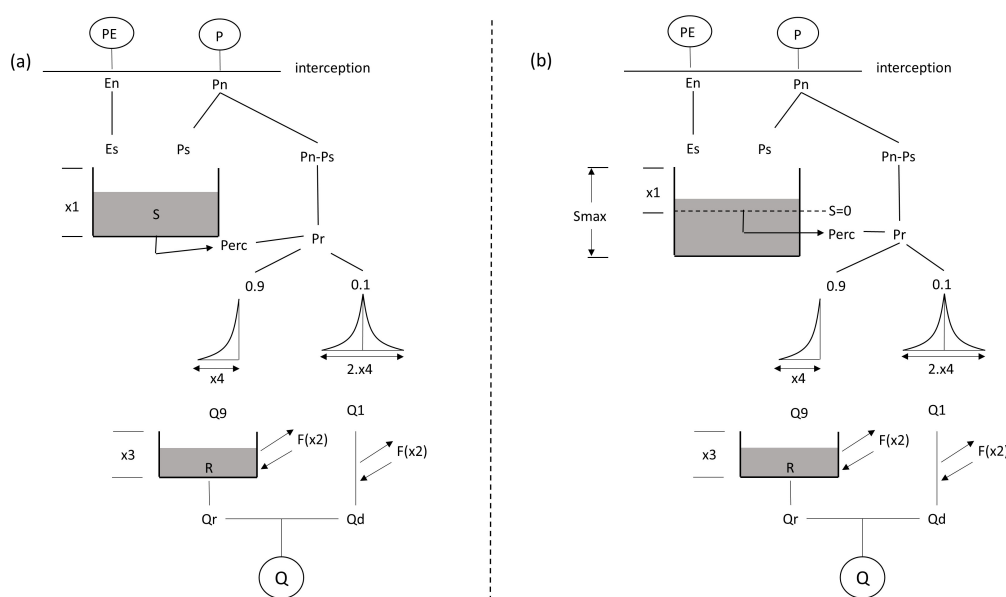 (a)
PE
P
interception
En
Pn
Es
Ps
Pn-Ps
x1
S
Perc
Pr
0.9
0.1
x4
2.x4
Q9
Q1
x3
R
F(x2)
F(x2)
Qr
Qd
Q
(b)
PE
P
interception
En
Pn
Es
Ps
Pn-Ps
Smax
x1
S=0
Perc
Pr
0.9
0.1
x4
2.x4
Q9
Q1
x3
R
F(x2)
F(x2)
Qr
Qd
Q